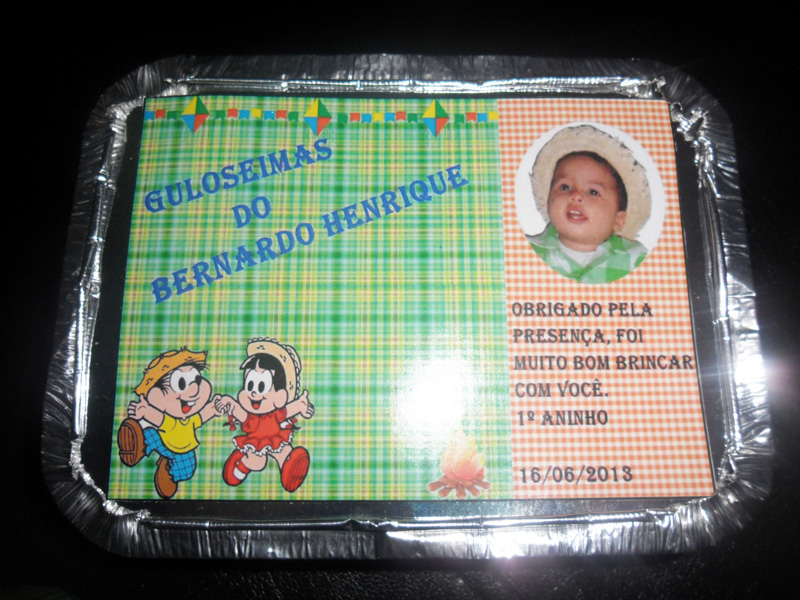 GULOSEIMAS
DO
BERNARDO HENRIQUE
OBRIGADO PELA
PRESENÇA, FOI
MUITO BOM BRINCAR
COM VOCÊ.
1º ANINHO
16/06/2013